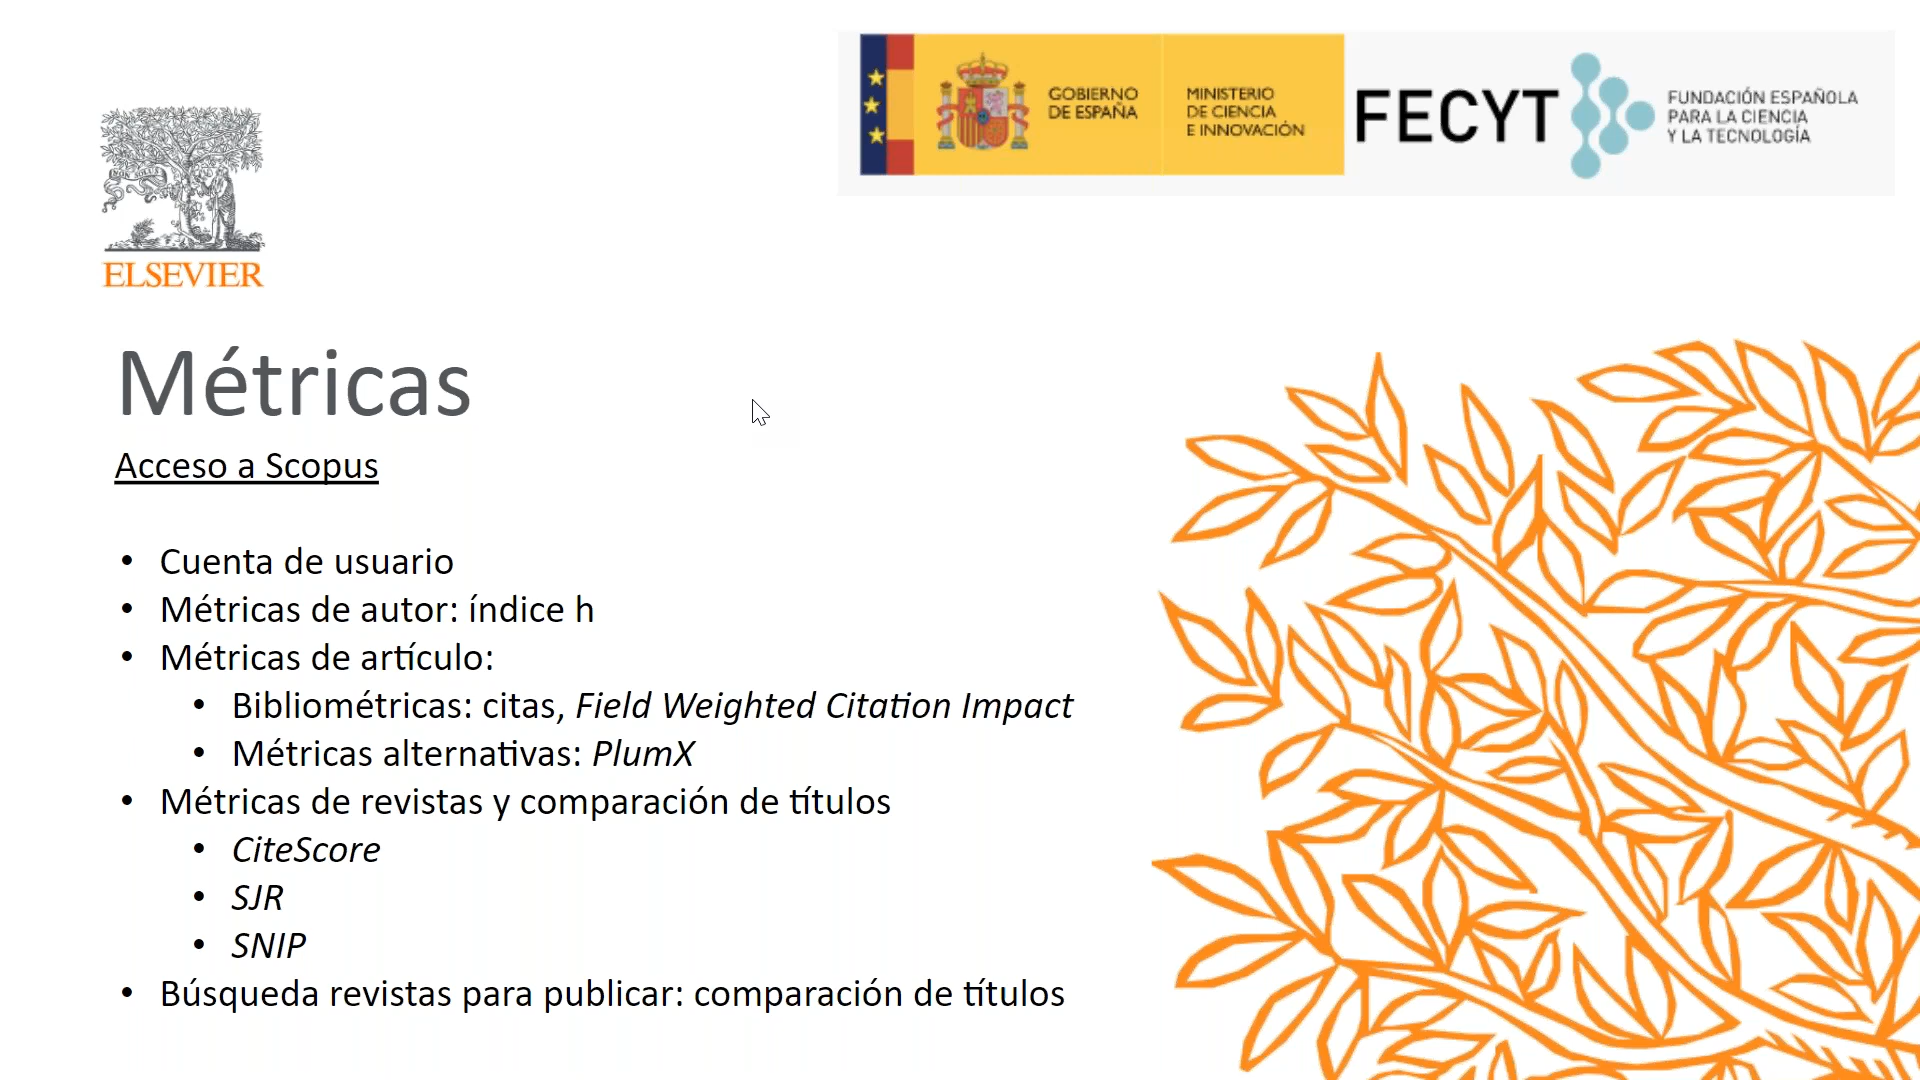 GOBIERNO
DE ESPAÑA
MINISTERIO
DE CIENCIA
E INNOVACIÓN
FECYT
FUNDACIÓN ESPAÑOLA
PARA LA CIENCIA
Y LA TECNOLOGÍA
NON SOLUS
ELSEVIER
Métricas
Acceso a Scopus
• Cuenta de usuario
• Métricas de autor: índice h
• Métricas de artículo:
• Bibliométricas: citas, Field Weighted Citation Impact
• Métricas alternativas: PlumX
• Métricas de revistas y comparación de títulos
• CiteScore
• SJR
• SNIP
• Búsqueda revistas para publicar: comparación de títulos